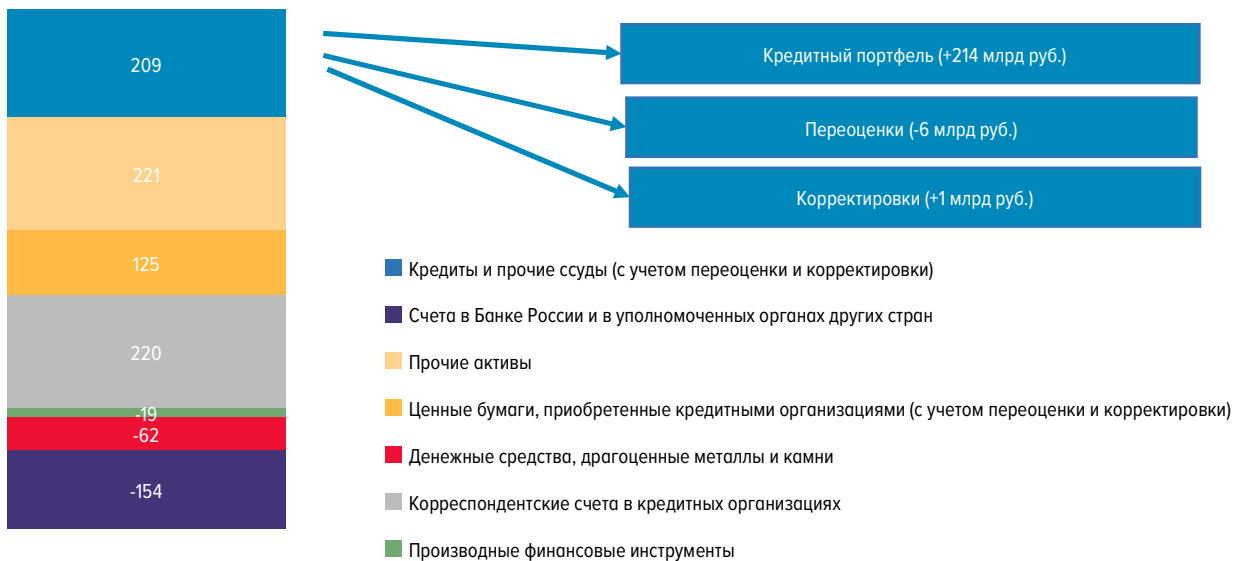 209
221
125
220
-19
-62
-154
Кредитный портфель (+214 млрд руб.)
Переоценки (-6 млрд руб.)
Корректировки (+1 млрд руб.)
Кредиты и прочие ссуды (с учетом переоценки и корректировки)
Счета в Банке России и в уполномоченных органах других стран
Прочие активы
Ценные бумаги, приобретенные кредитными организациями (с учетом переоценки и корректировки)
Денежные средства, драгоценные металлы и камни
Корреспондентские счета в кредитных организациях
Производные финансовые инструменты